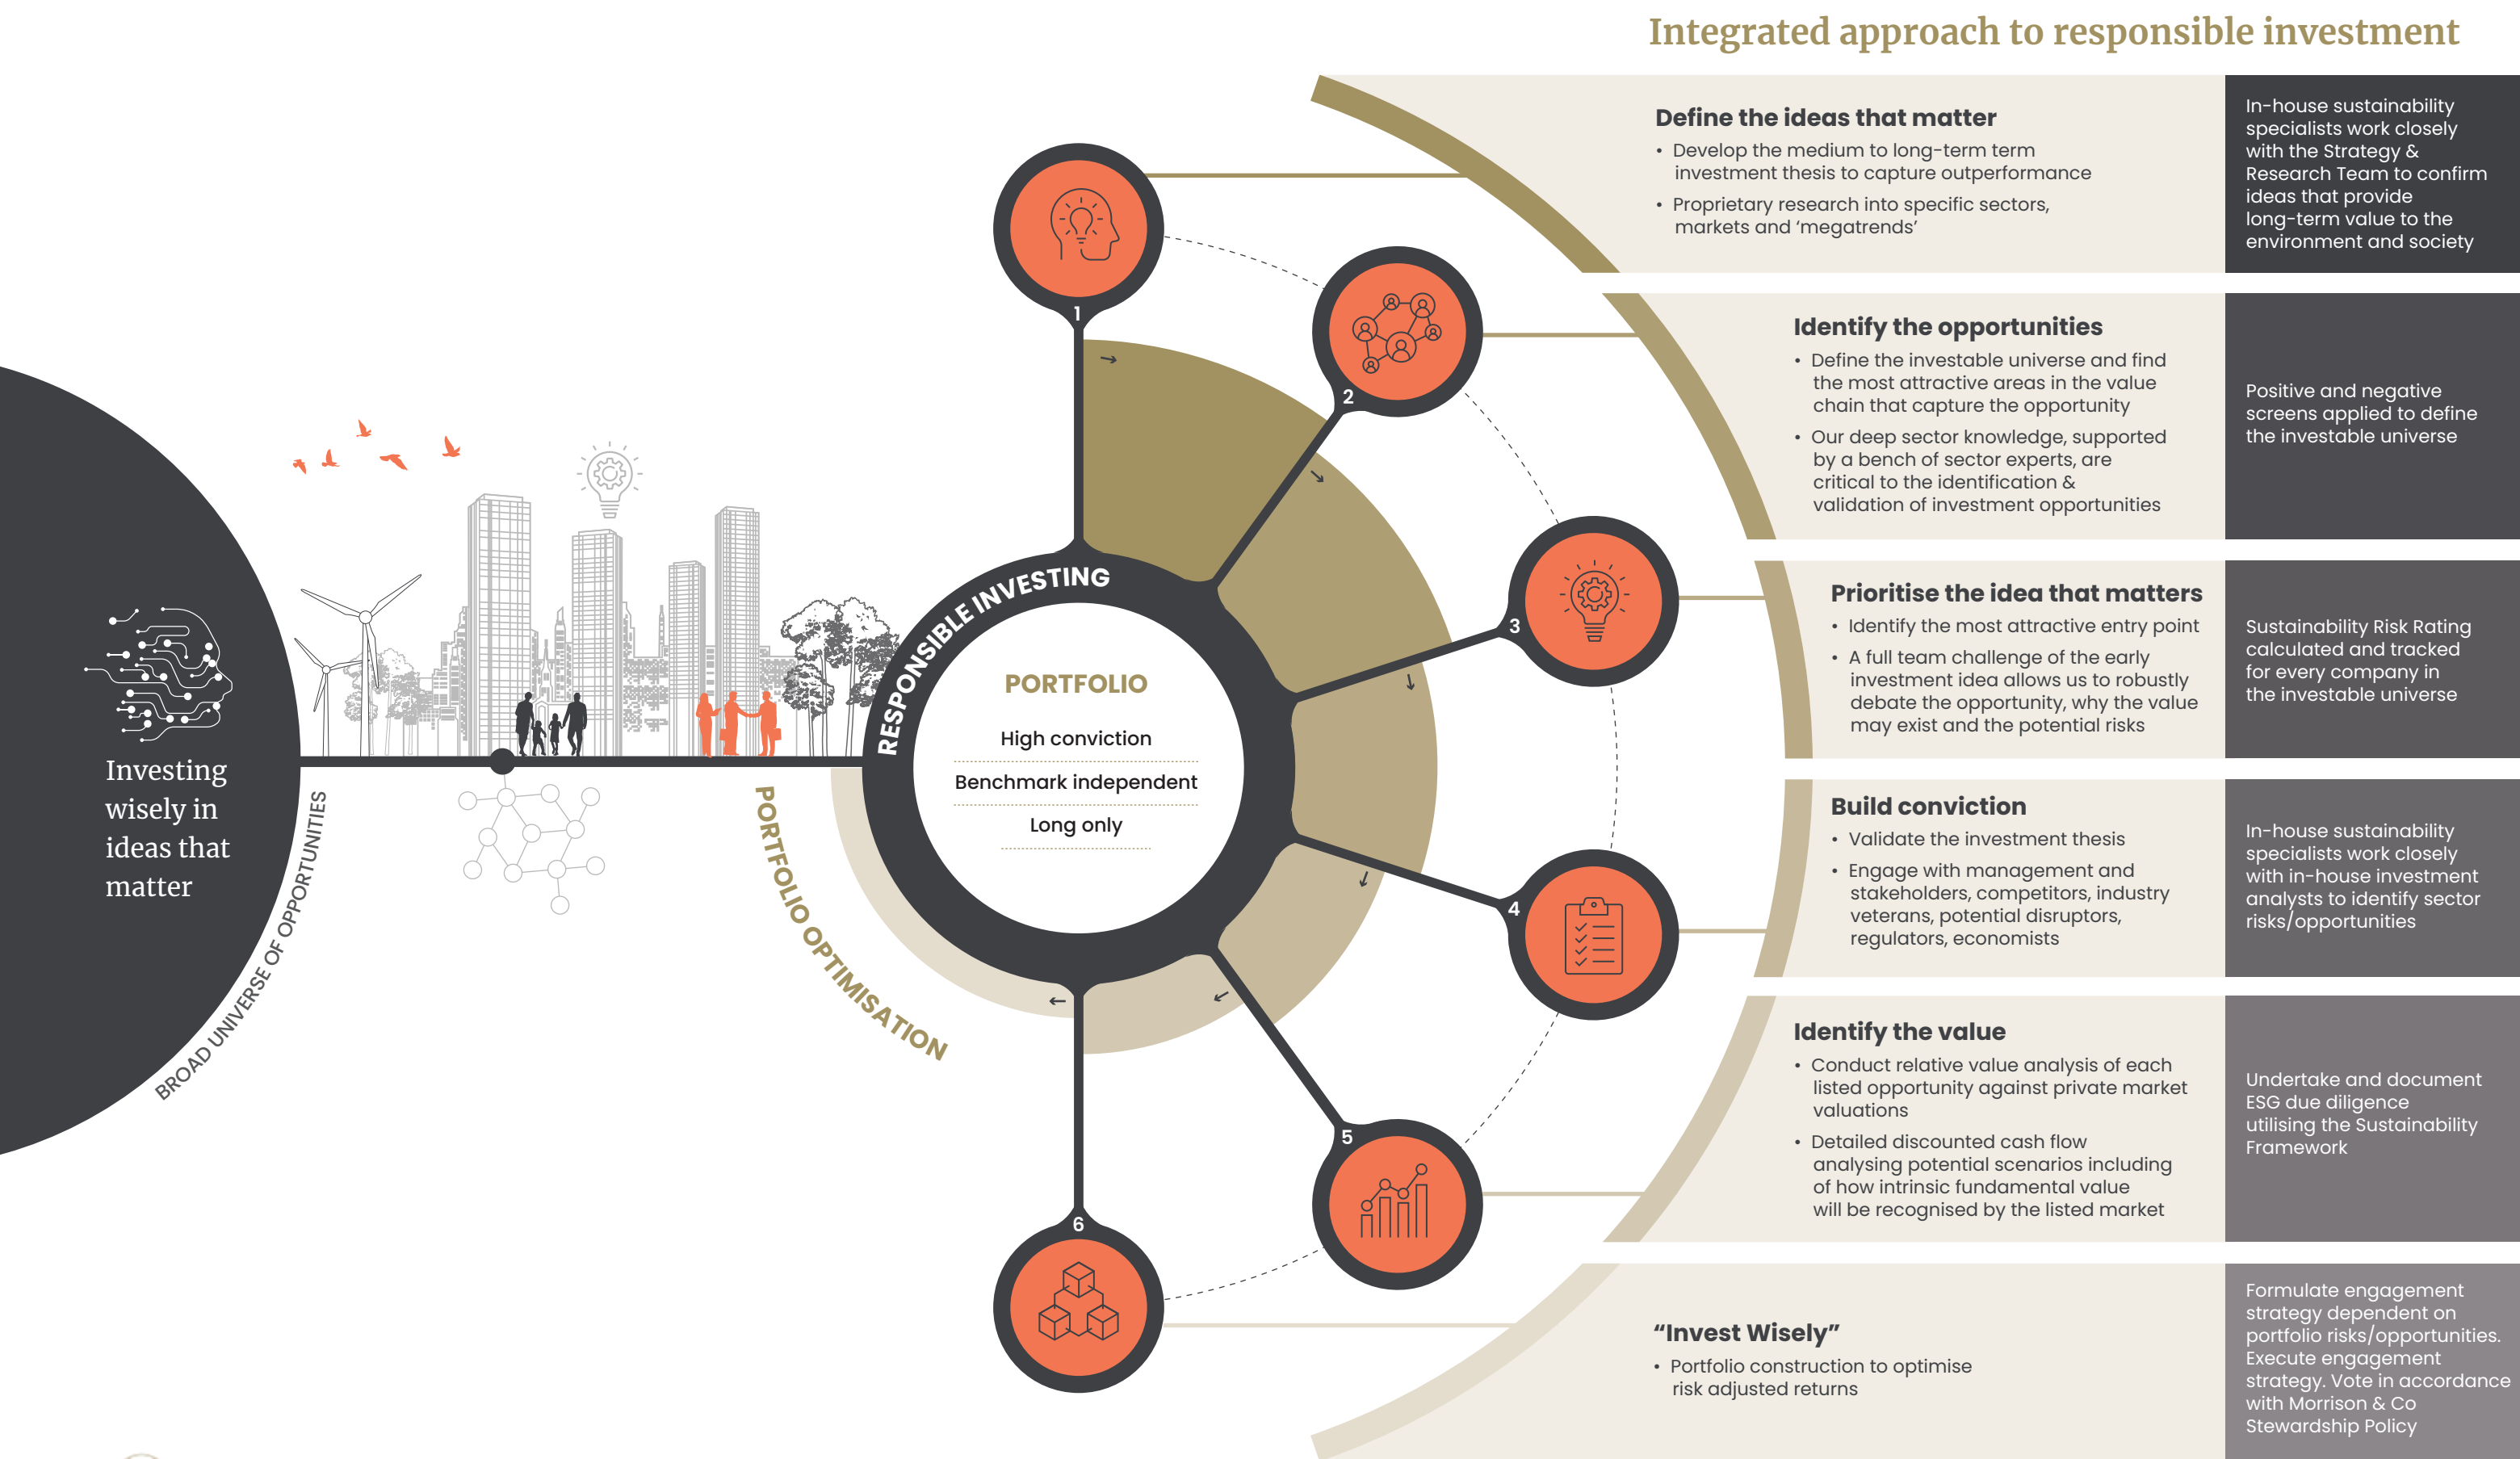 Integrated approach to responsible investment
Investing
wisely in
ideas that
matter
BROAD UNIVERSE OF OPPORTUNITIES
PORTFOLIO OPTIMISATION
RESPONSIBLE INVESTING
PORTFOLIO
High conviction
Benchmark independent
Long only
1
2
3
4
5
6
Define the ideas that matter
• Develop the medium to long-term term
investment thesis to capture outperformance
• Proprietary research into specific sectors,
markets and ‘megatrends’
In-house sustainability
specialists work closely
with the Strategy &
Research Team to confirm
ideas that provide
long-term value to the
environment and society
Identify the opportunities
• Define the investable universe and find
the most attractive areas in the value
chain that capture the opportunity
• Our deep sector knowledge, supported
by a bench of sector experts, are
critical to the identification &
validation of investment opportunities
Positive and negative
screens applied to define
the investable universe
Prioritise the idea that matters
• Identify the most attractive entry point
• A full team challenge of the early
investment idea allows us to robustly
debate the opportunity, why the value
may exist and the potential risks
Sustainability Risk Rating
calculated and tracked
for every company in
the investable universe
Build conviction
• Validate the investment thesis
• Engage with management and
stakeholders, competitors, industry
veterans, potential disruptors,
regulators, economists
In-house sustainability
specialists work closely
with in-house investment
analysts to identify sector
risks/opportunities
Identify the value
• Conduct relative value analysis of each
listed opportunity against private market
valuations
• Detailed discounted cash flow
analysing potential scenarios including
of how intrinsic fundamental value
will be recognised by the listed market
Undertake and document
ESG due diligence
utilising the Sustainability
Framework
“Invest Wisely”
• Portfolio construction to optimise
risk adjusted returns
Formulate engagement
strategy dependent on
portfolio risks/opportunities.
Execute engagement
strategy. Vote in accordance
with Morrison & Co
Stewardship Policy